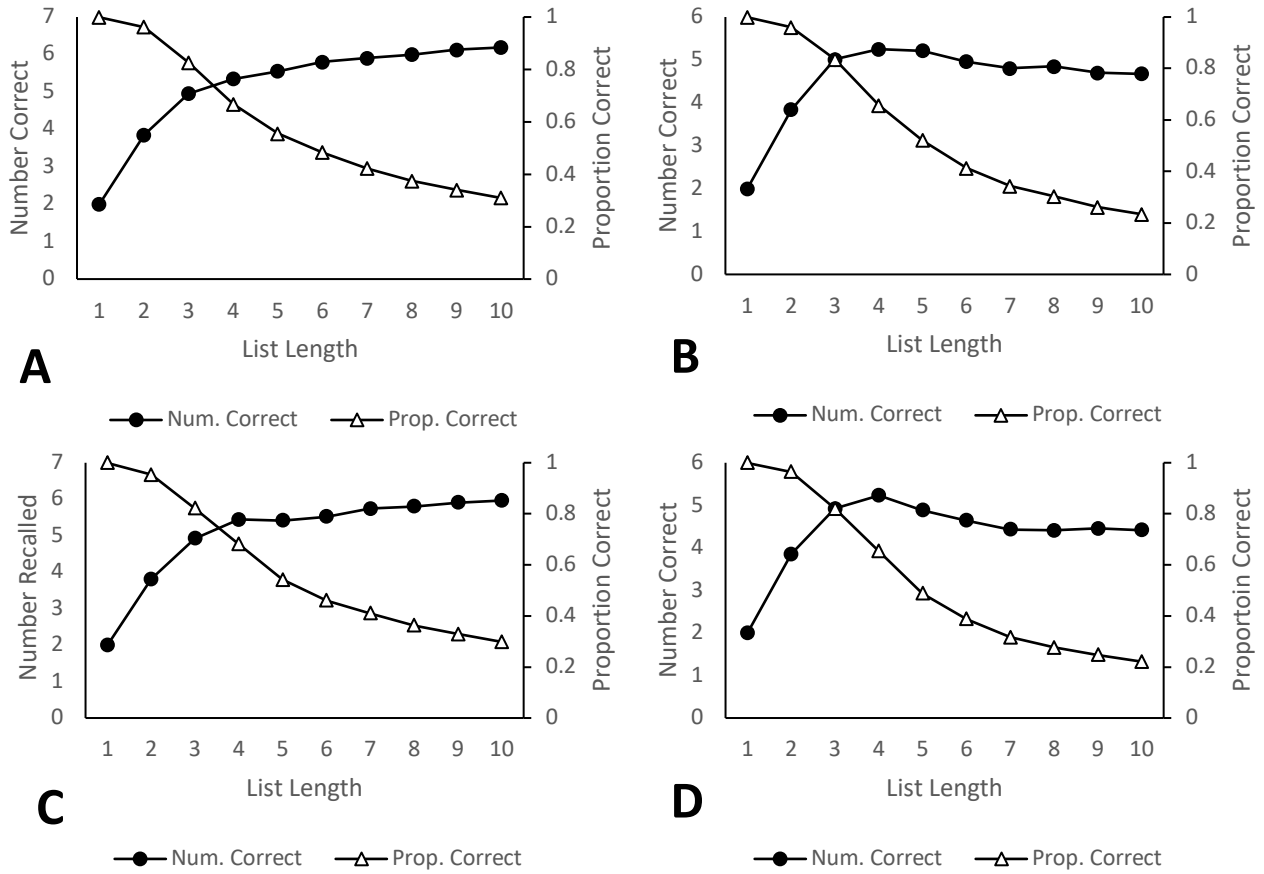 7
6
5
4
3
2
1
0
Number Correct
1
0.8
0.6
0.4
0.2
0
Proportion Correct
1 2 3 4 5 6 7 8 9 10
List Length
A
Num. Correct Prop. Correct
6
5
4
3
2
1
0
Number Correct
1
0.8
0.6
0.4
0.2
0
Proportion Correct
1 2 3 4 5 6 7 8 9 10
List Length
B
Num. Correct Prop. Correct
7
6
5
4
3
2
1
0
Number Recalled
1
0.8
0.6
0.4
0.2
0
Proportion Correct
1 2 3 4 5 6 7 8 9 10
List Length
C
Num. Correct Prop. Correct
6
5
4
3
2
1
0
Number Correct
1
0.8
0.6
0.4
0.2
0
Proportoin Correct
1 2 3 4 5 6 7 8 9 10
List Length
D
Num. Correct Prop. Correct